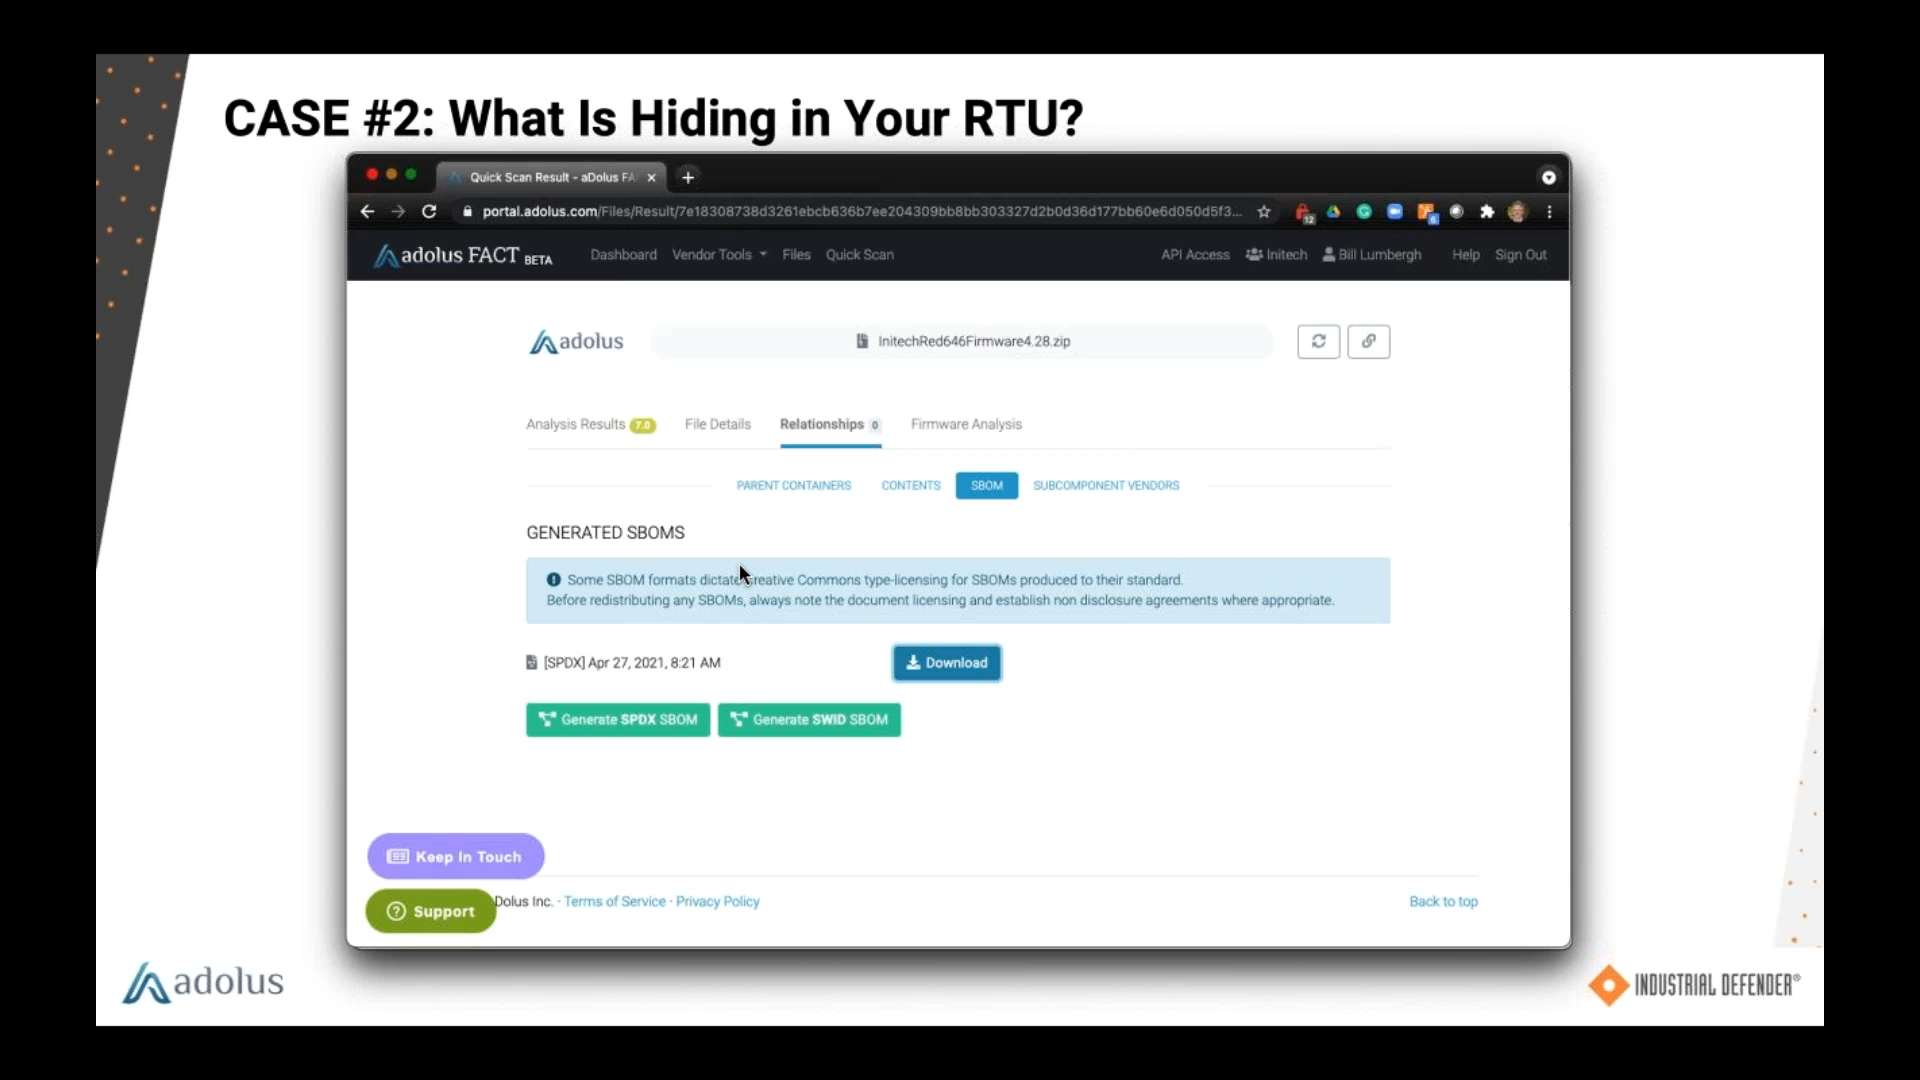 CASE #2: What Is Hiding in Your RTU?
Quick Scan Result - aDolus FA
portal.adolus.com/Files/Result/7e18308738d3261ebcb636b7ee204309bb8bb303327d2b0d36d177bb60e6d050d5f3...
12
6
adolus FACT BETA Dashboard Vendor Tools Files Quick Scan API Access Initech Bill Lumbergh Help Sign Out
adolus InitechRed646Firmware4.28.zip
Analysis Results 7.0 File Details Relationships 0 Firmware Analysis
PARENT CONTAINERS CONTENTS SBOM SUBCOMPONENT VENDORS
GENERATED SBOMS
Some SBOM formats dictate Creative Commons type-licensing for SBOMs produced to their standard.
Before redistributing any SBOMs, always note the document licensing and establish non disclosure agreements where appropriate.
[SPDX] Apr 27, 2021, 8:21 AM Download
Generate SPDX SBOM Generate SWID SBOM
Keep In Touch
Support
Dolus Inc. · Terms of Service · Privacy Policy Back to top
adolus
INDUSTRIAL DEFENDER®